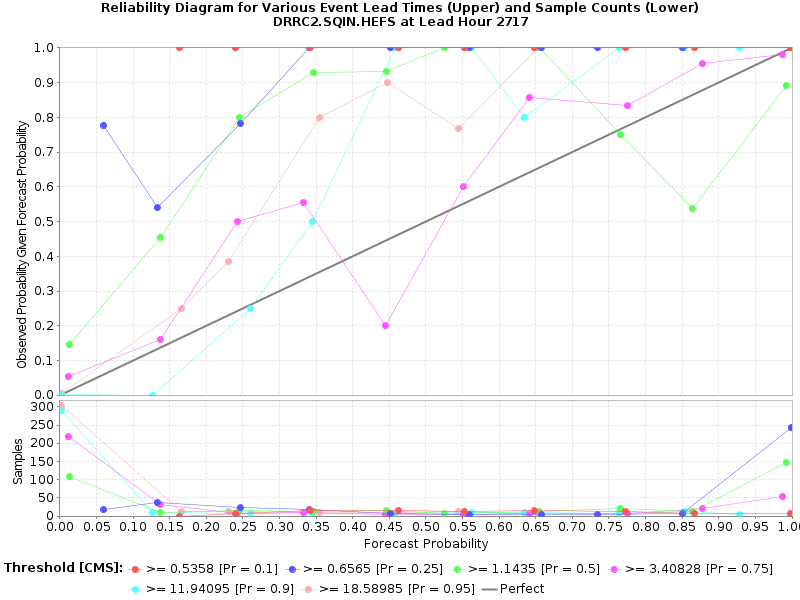 Reliability Diagram for Various Event Lead Times (Upper) and Sample Counts (Lower)
DRRC2.SQIN.HEFS at Lead Hour 2717
Observed Probability Given Forecast Probability
1.0
0.9
0.8
0.7
0.6
0.5
0.4
0.3
0.2
0.1
0.0
Samples
300
250
200
150
100
50
0
0.00 0.05 0.10 0.15 0.20 0.25 0.30 0.35 0.40 0.45 0.50 0.55 0.60 0.65 0.70 0.75 0.80 0.85 0.90 0.95 1.0
Forecast Probability
Threshold [CMS]: >= 0.5358 [Pr = 0.1] >= 0.6565 [Pr = 0.25] >= 1.1435 [Pr = 0.5] >= 3.40828 [Pr = 0.75]
>= 11.94095 [Pr = 0.9] >= 18.58985 [Pr = 0.95] Perfect